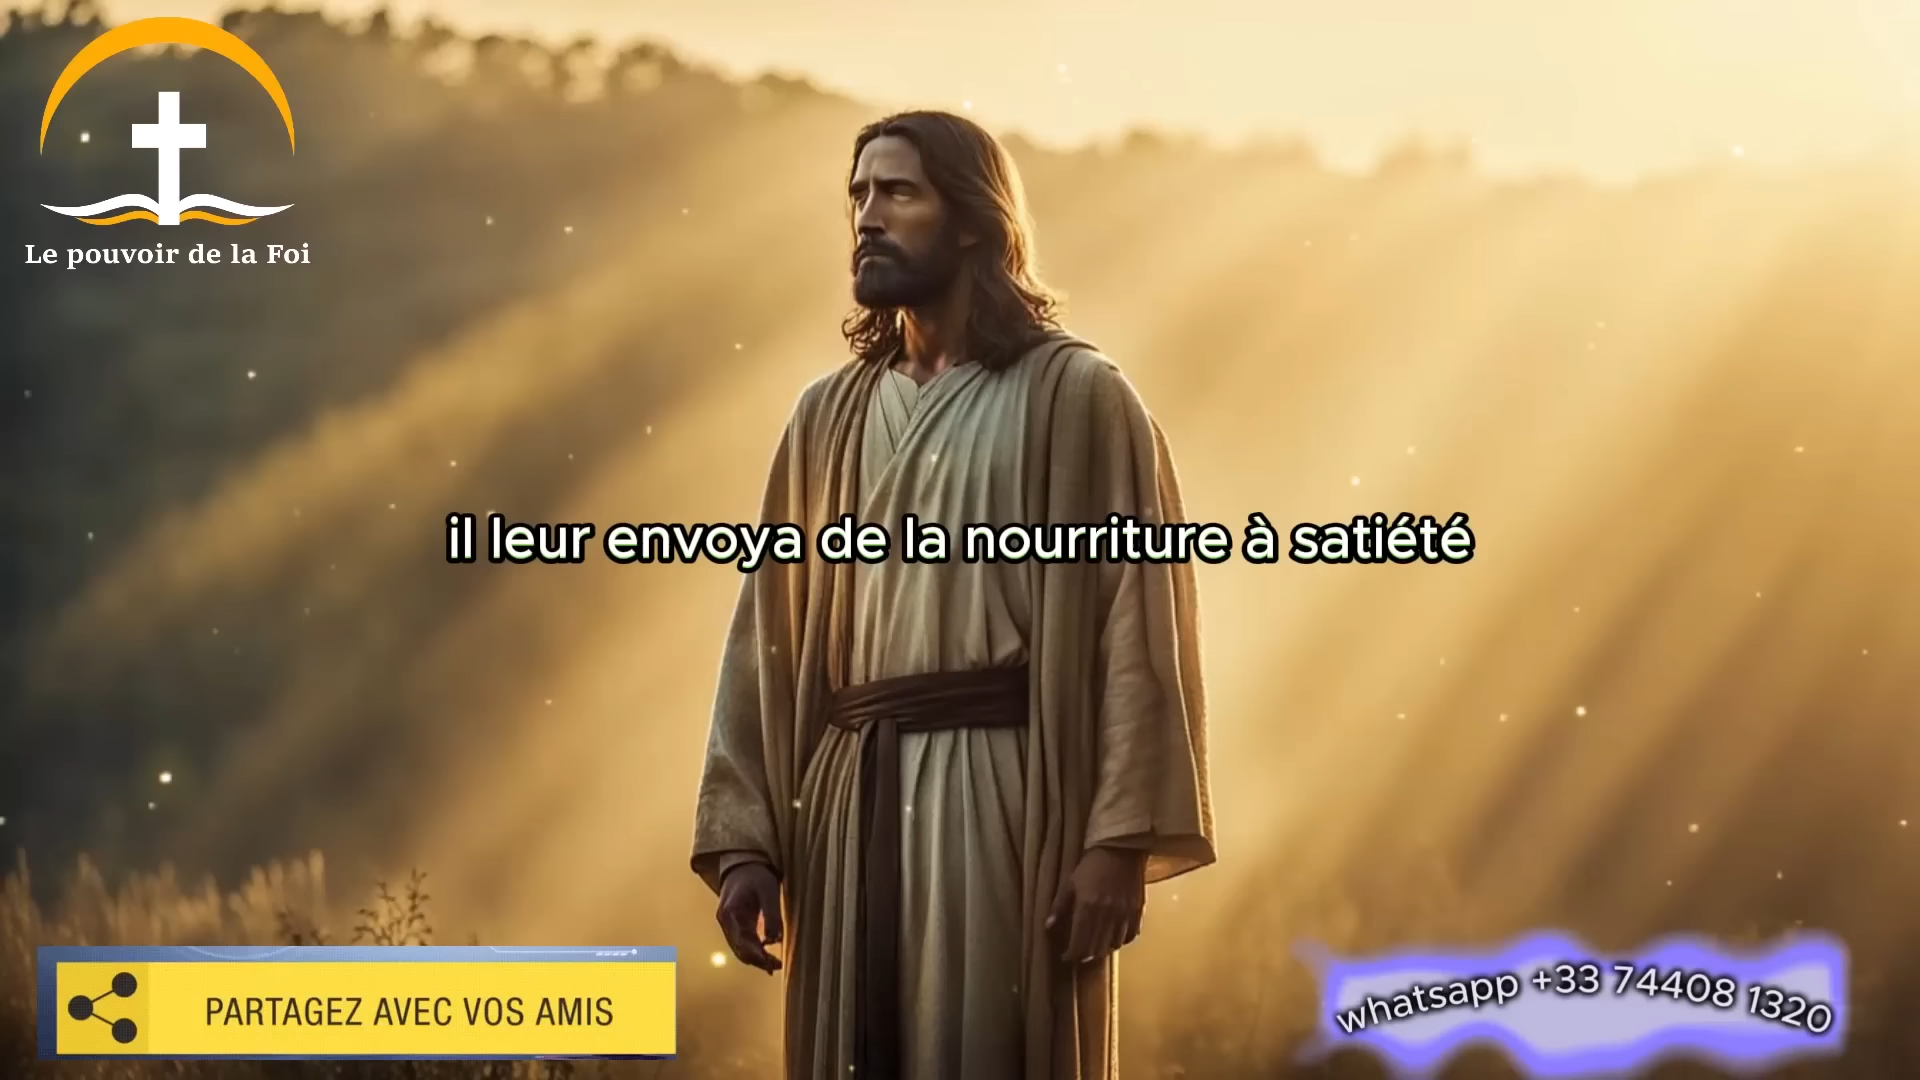 Le pouvoir de la Foi
il leur envoya de la nourriture à satiété
PARTAGEZ AVEC VOS AMIS
whatsapp +33 74408 1320